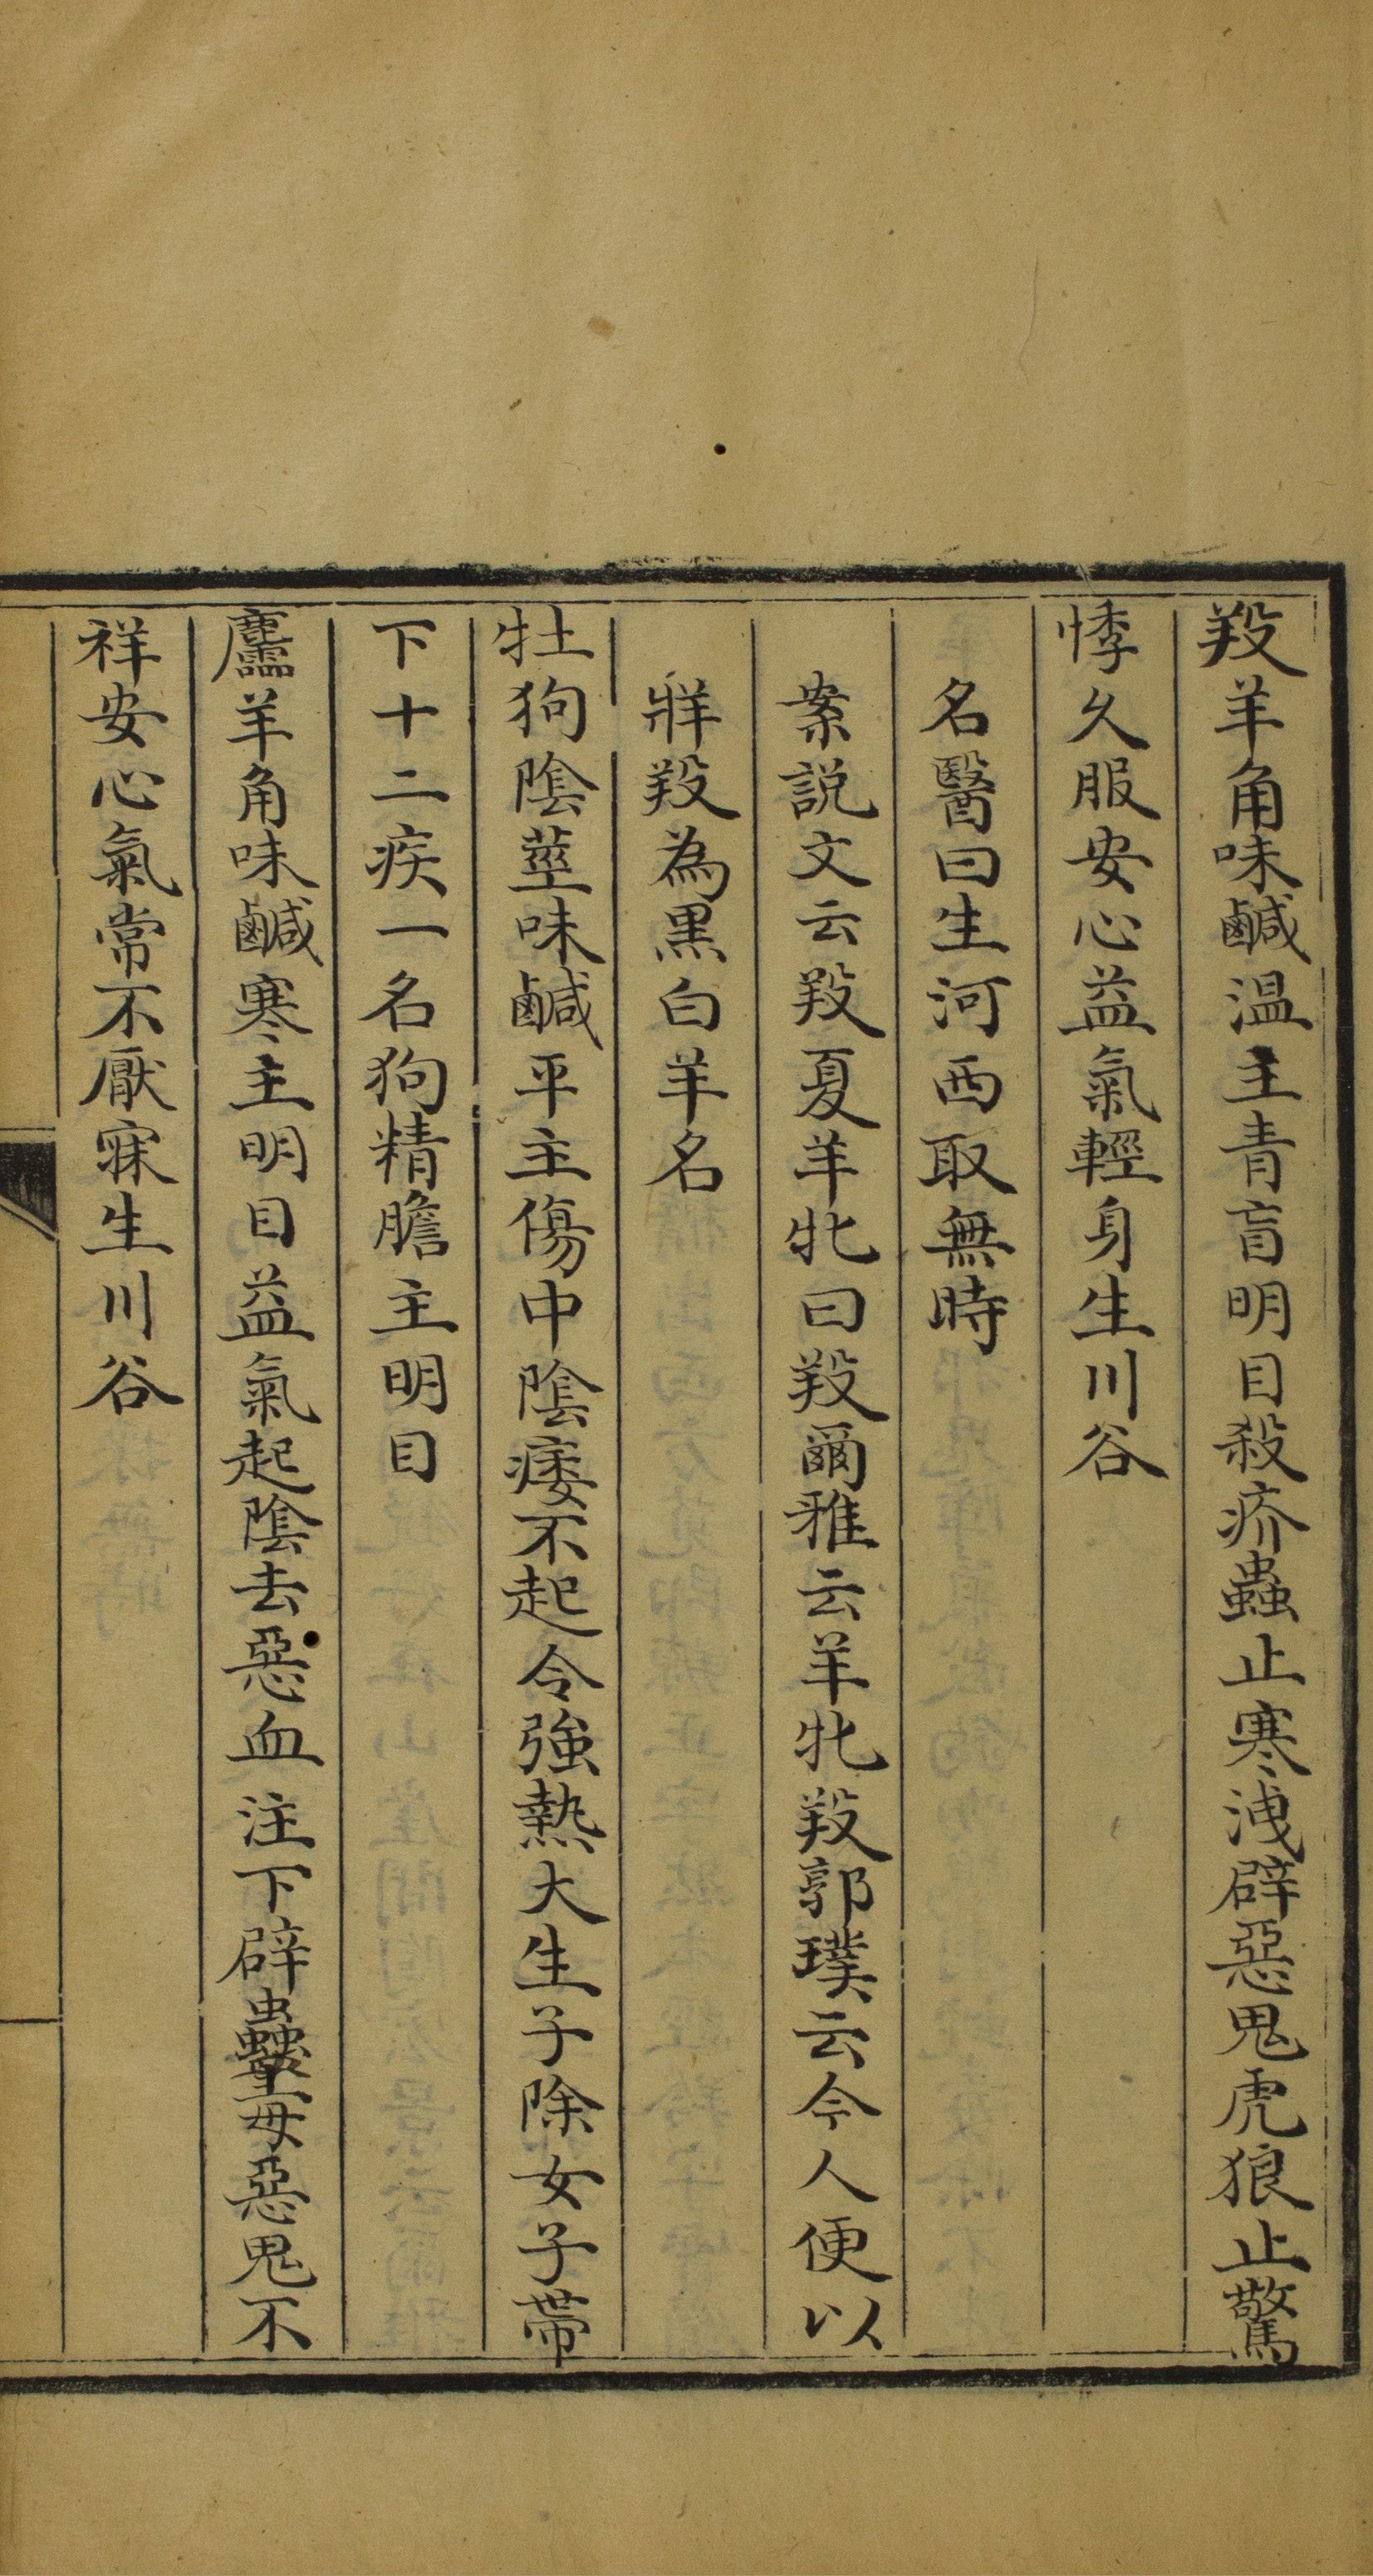 羖羊角味鹹温主青盲明目殺疥蟲止寒洩辟惡鬼虎狼止驚
悸久服安心益氣輕身生川谷
名醫曰生河西取無時
案説文云羖夏羊牝曰羖爾雅云羊牝羖郭璞云今人便以
牂羖為黒白羊名
牡狗陰莖味鹹平主傷中陰痿不起令強熱大生子除女子帶
下十二疾一名狗精膽主明目
麢羊角味鹹寒主明目益氣起陰去惡血注下辟蠱毒惡鬼不
祥安心氣常不厭寐生川谷